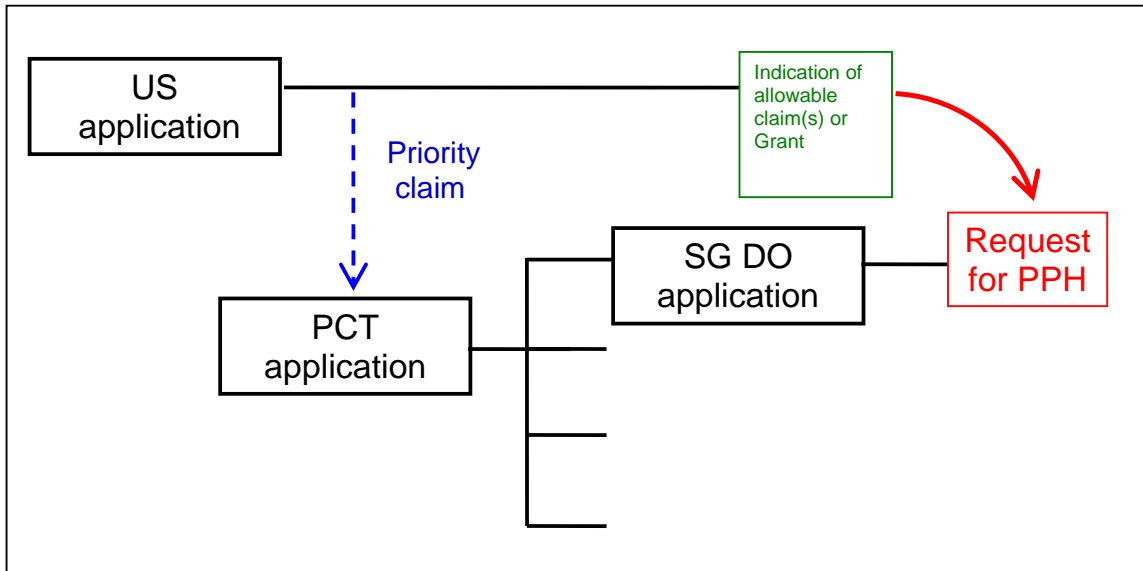 US
application
Indication of
allowable
claim(s) or
Grant
Priority
claim
SG DO
application
Request
for PPH
PCT
application